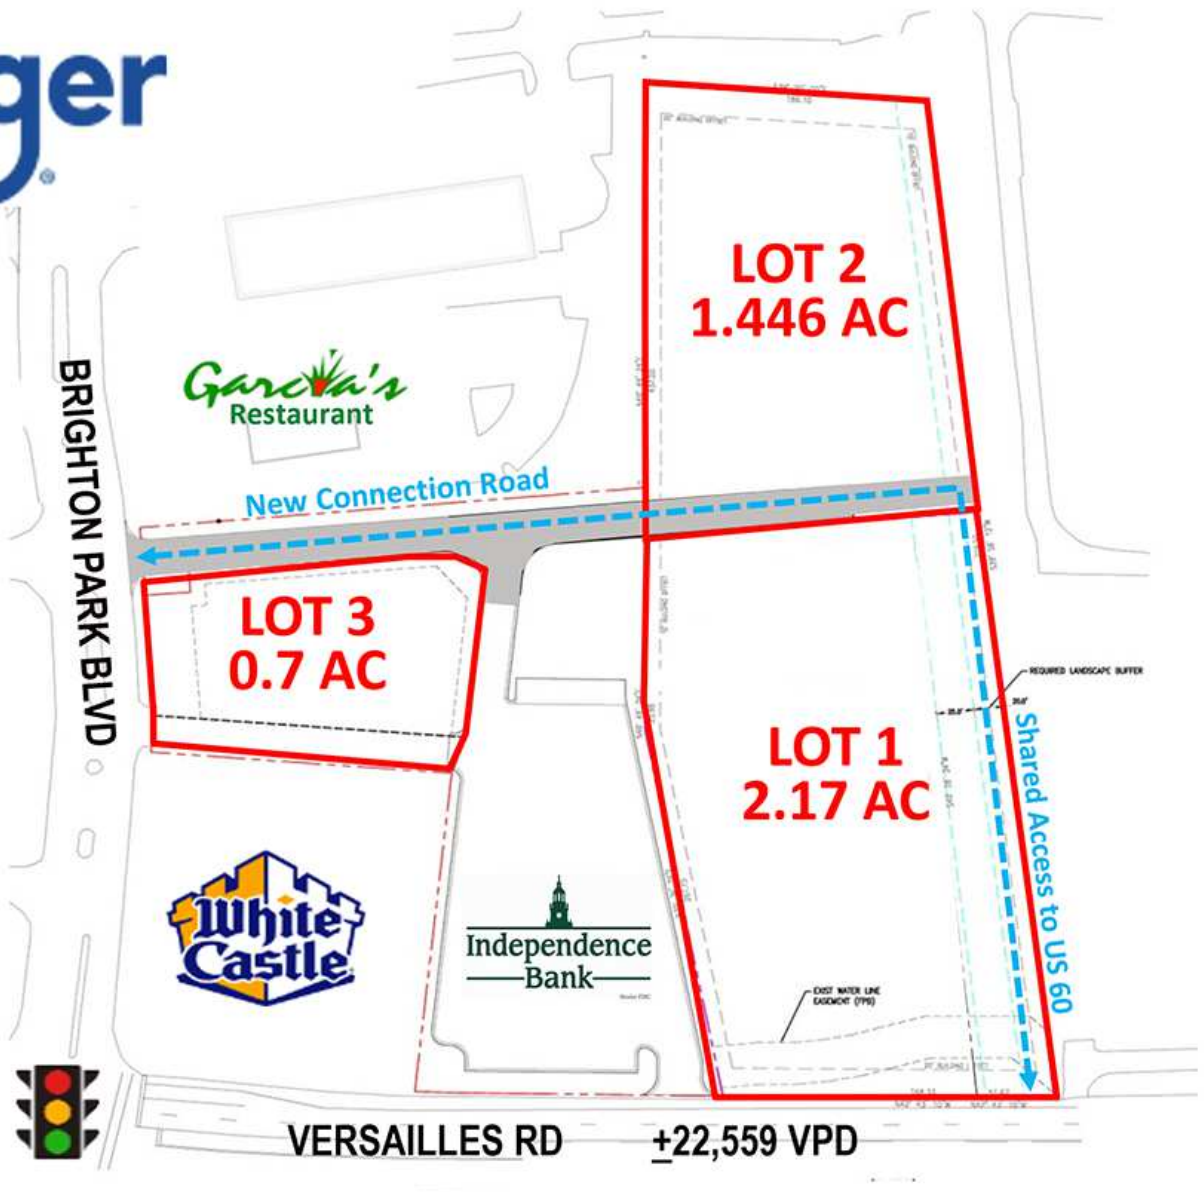 ger
®
LOT 2
1.446 AC
Garcia's
Restaurant
New Connection Road
BRIGHTON PARK BLVD
LOT 3
0.7 AC
REQUIRED LANDSCAPE BUFFER
LOT 1
2.17 AC
Shared Access to US 60
White
Castle
Independence
Bank
EXIST WATER LINE
EASEMENT (FPB)
VERSAILLES RD
±22,559 VPD